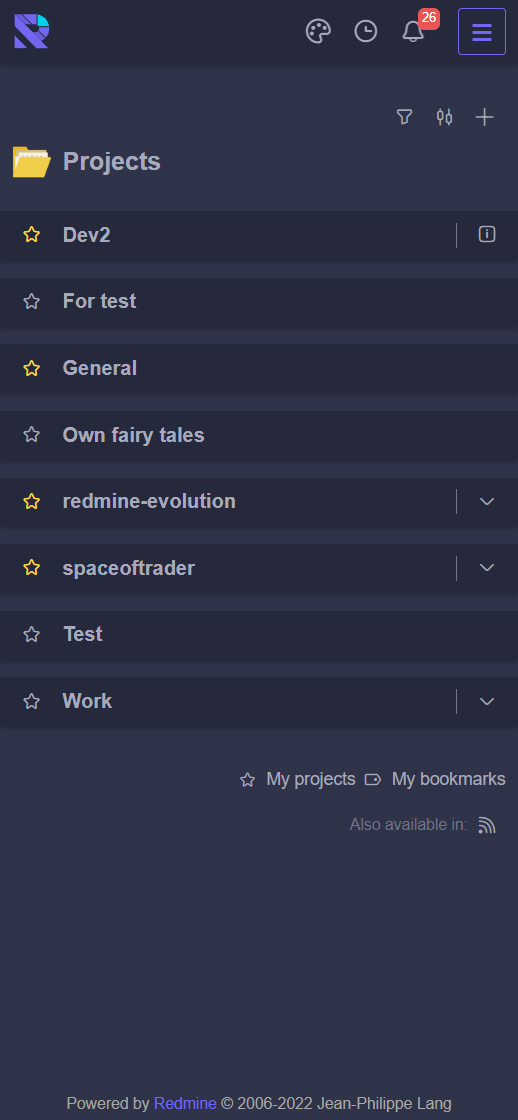 26
Projects
Dev2
For test
General
Own fairy tales
redmine-evolution
spaceoftrader
Test
Work
My projects My bookmarks
Also available in:
Powered by Redmine © 2006-2022 Jean-Philippe Lang